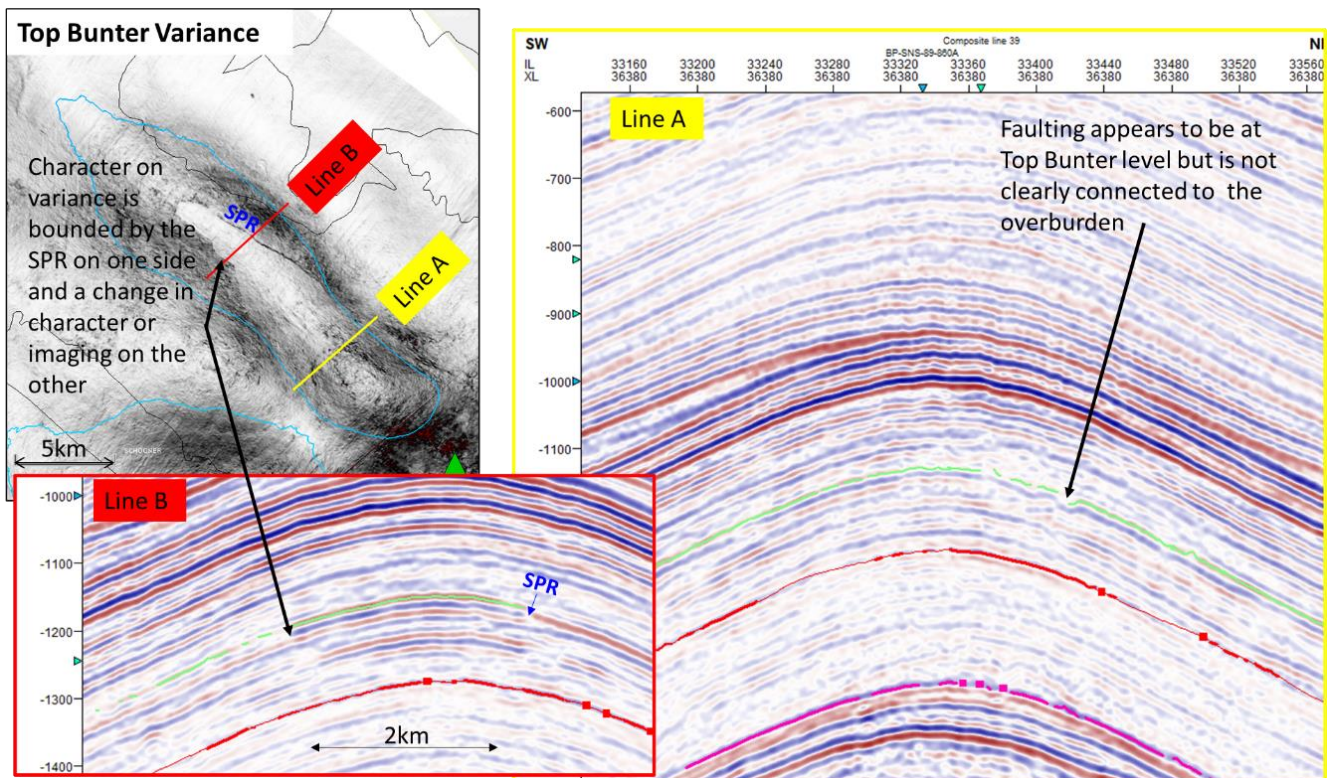 Top Bunter Variance
Character on
variance is
bounded by the
SPR on one side
and a change in
character or
imaging on the
other
SPR
Line B
Line A
5km
SCHOONER
SW
Composite line 39
BP-SNS-89-860A
IL 33160 33200 33240 33280 33320 33360 33400 33440 33480 33520 33560
XL 36380 36380 36380 36380 36380 36380 36380 36380 36380 36380 36380
Line A
Faulting appears to be at
Top Bunter level but is not
clearly connected to the
overburden
-600
-700
-800
-900
-1000
-1100
Line B
-1000
-1100
-1200
-1300
-1400
SPR
2km